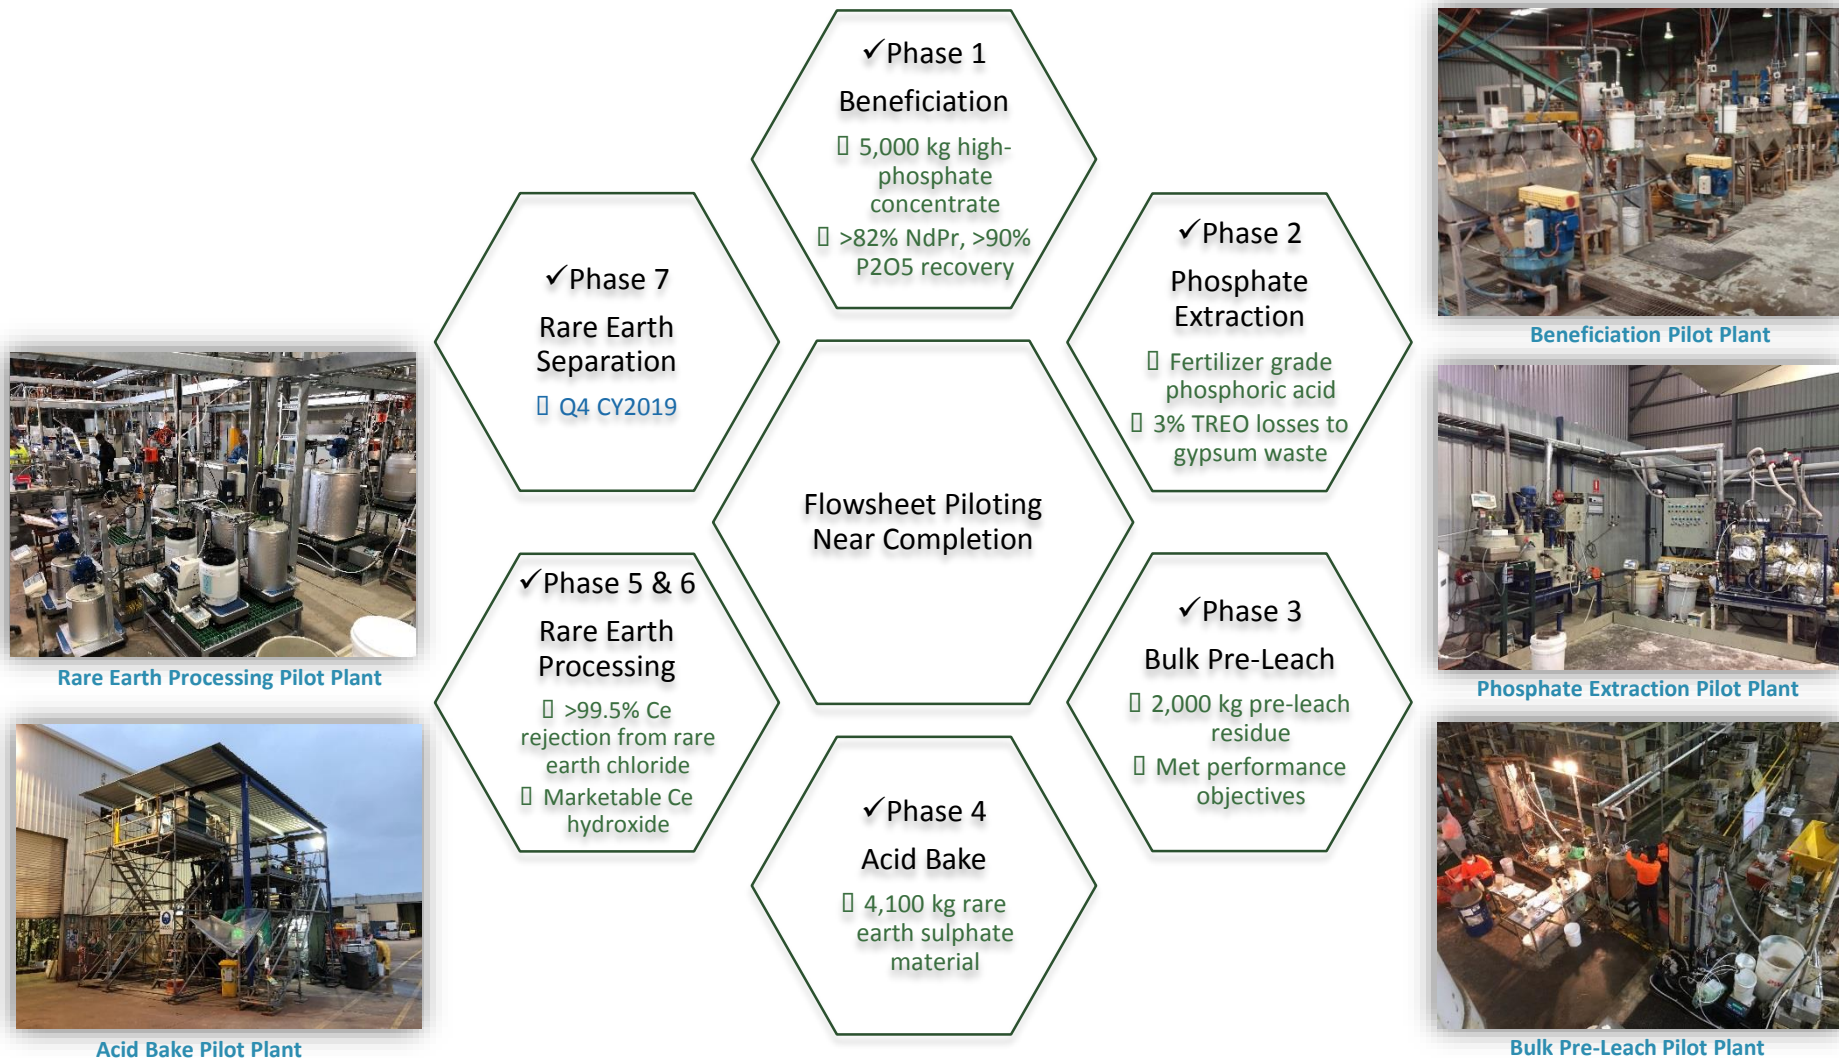 ✓Phase 1
Beneficiation
▯ 5,000 kg high-
phosphate
concentrate
▯ >82% NdPr, >90%
P2O5 recovery
✓Phase 2
Phosphate
Extraction
▯ Fertilizer grade
phosphoric acid
▯ 3% TREO losses to
gypsum waste
✓Phase 3
Bulk Pre-Leach
▯ 2,000 kg pre-leach
residue
▯ Met performance
objectives
✓Phase 4
Acid Bake
▯ 4,100 kg rare
earth sulphate
material
✓Phase 5 & 6
Rare Earth
Processing
▯ >99.5% Ce
rejection from rare
earth chloride
▯ Marketable Ce
hydroxide
✓Phase 7
Rare Earth
Separation
▯ Q4 CY2019
Flowsheet Piloting
Near Completion
Beneficiation Pilot Plant
Phosphate Extraction Pilot Plant
Bulk Pre-Leach Pilot Plant
Rare Earth Processing Pilot Plant
Acid Bake Pilot Plant